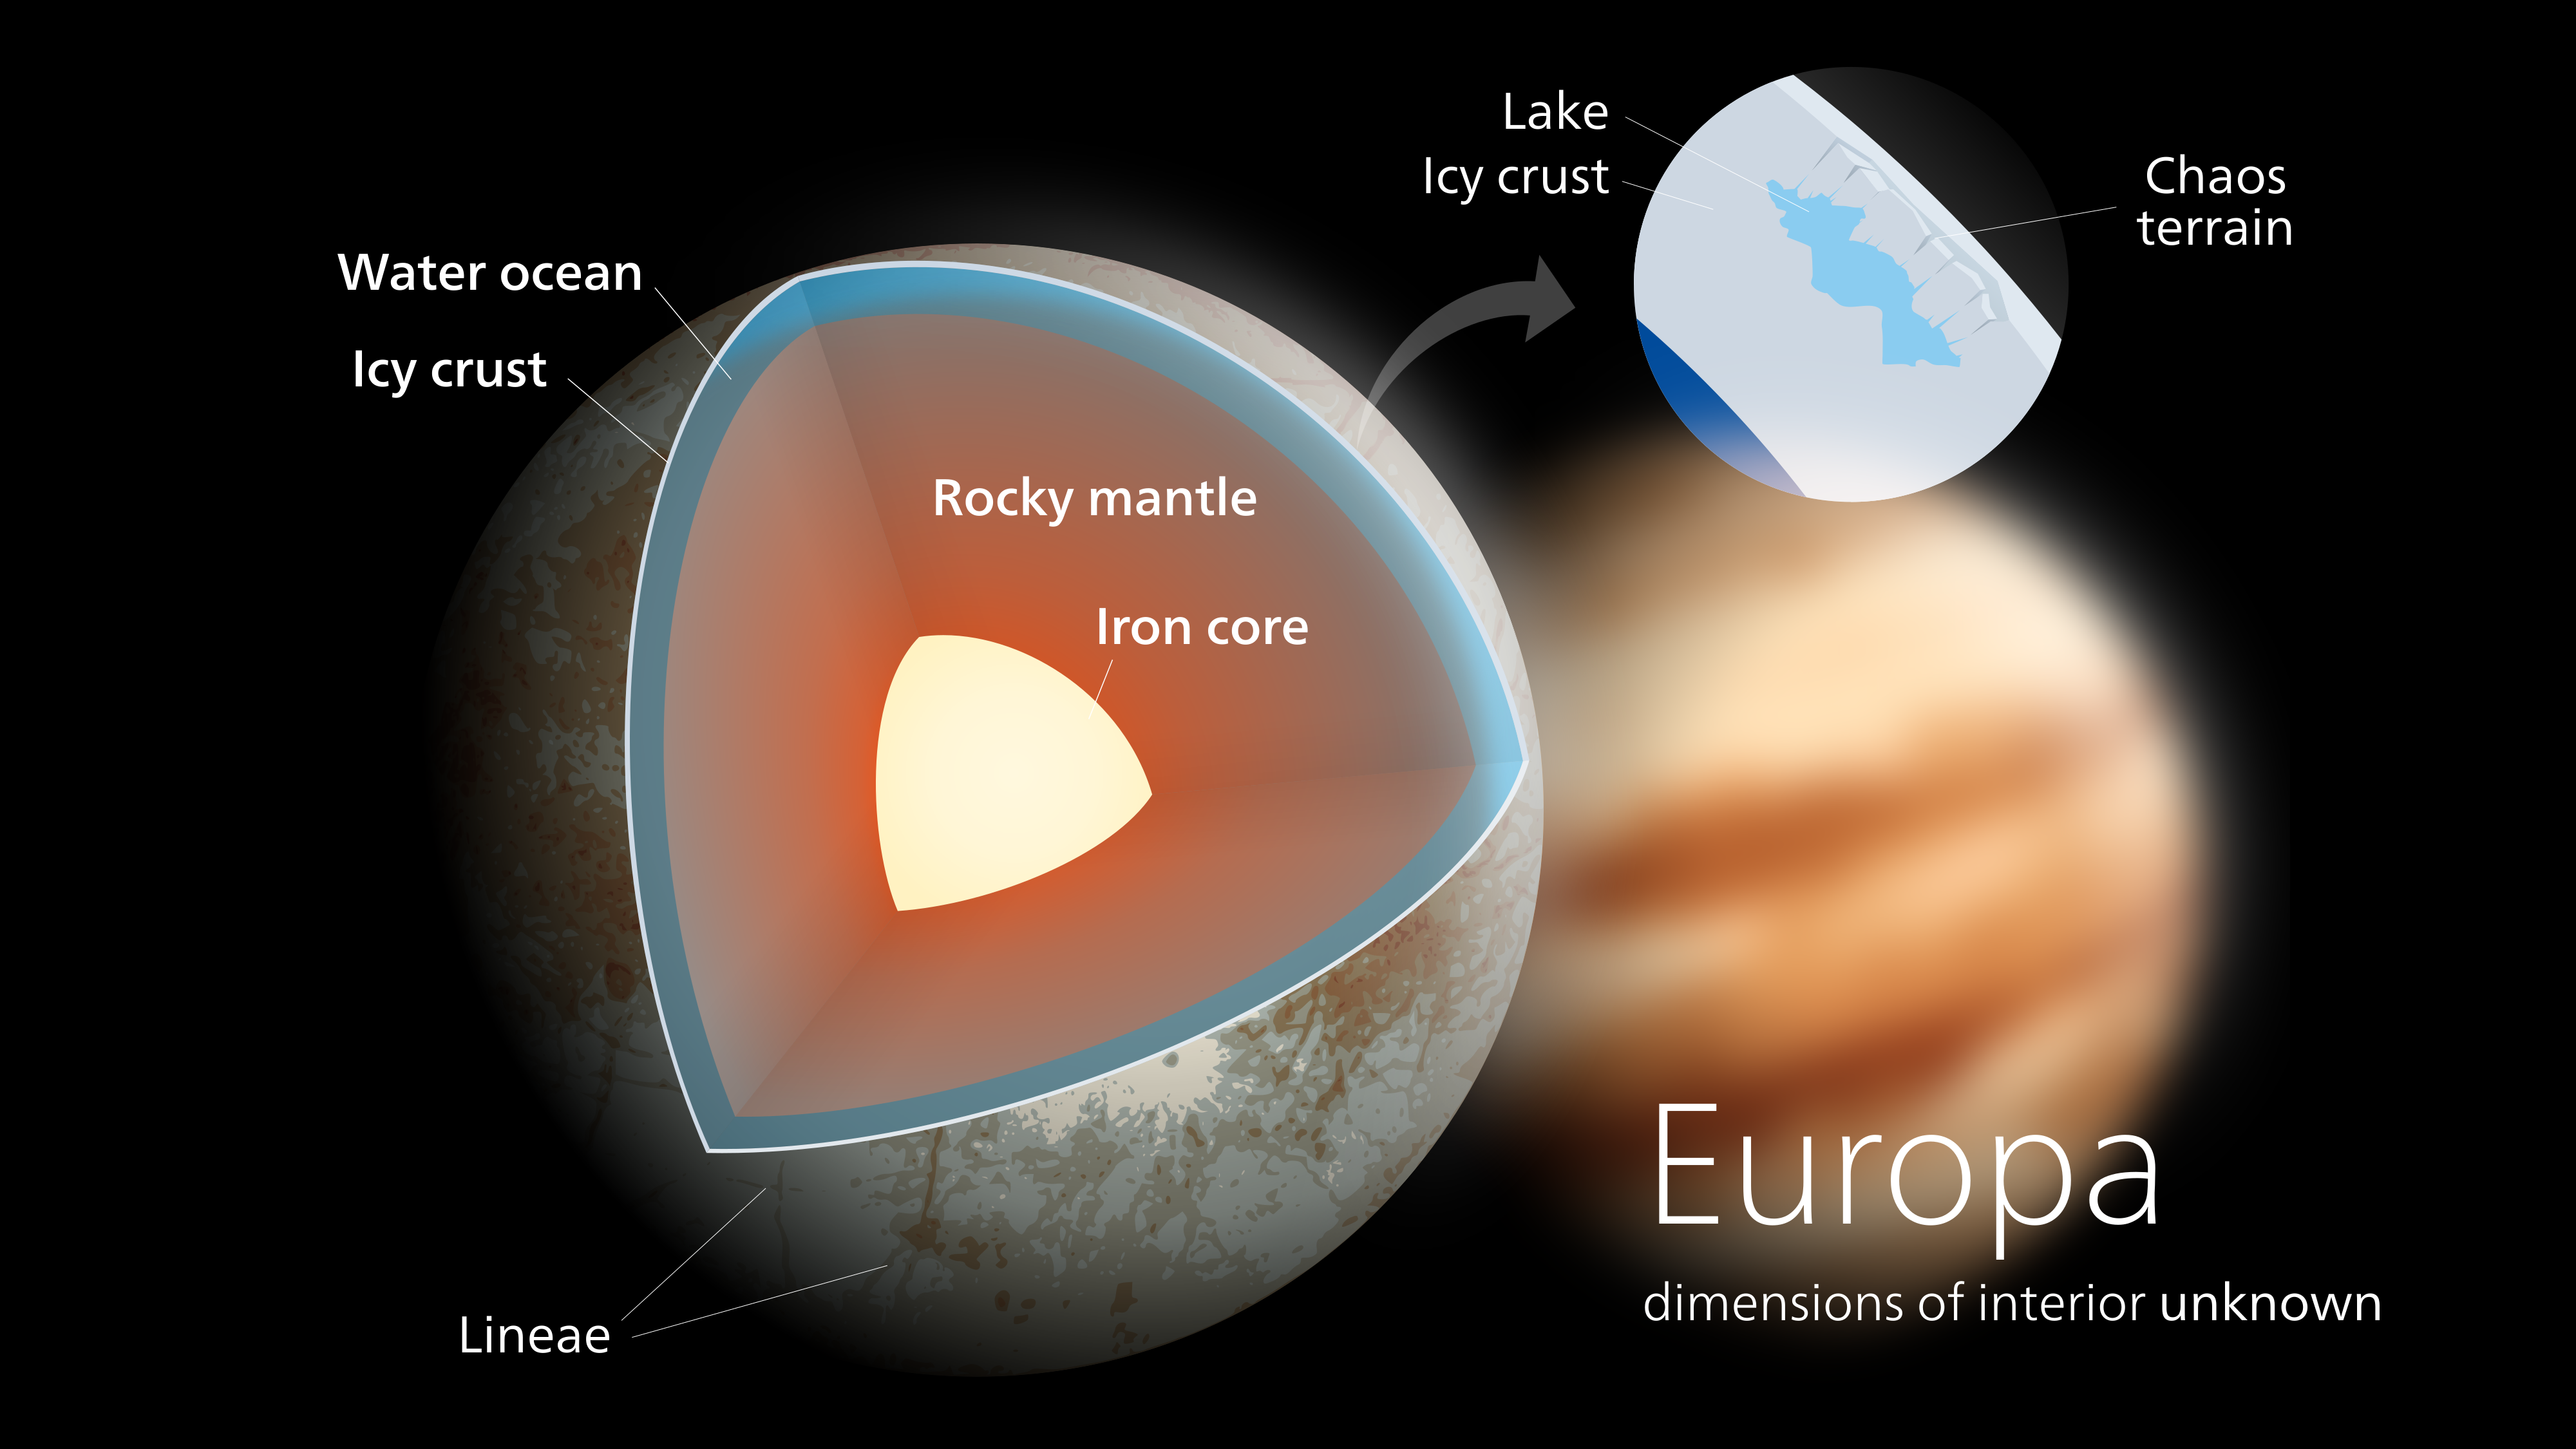 Lake
Icy crust
Chaos
terrain
Water ocean
Icy crust
Rocky mantle
Iron core
Europa
dimensions of interior unknown
Lineae